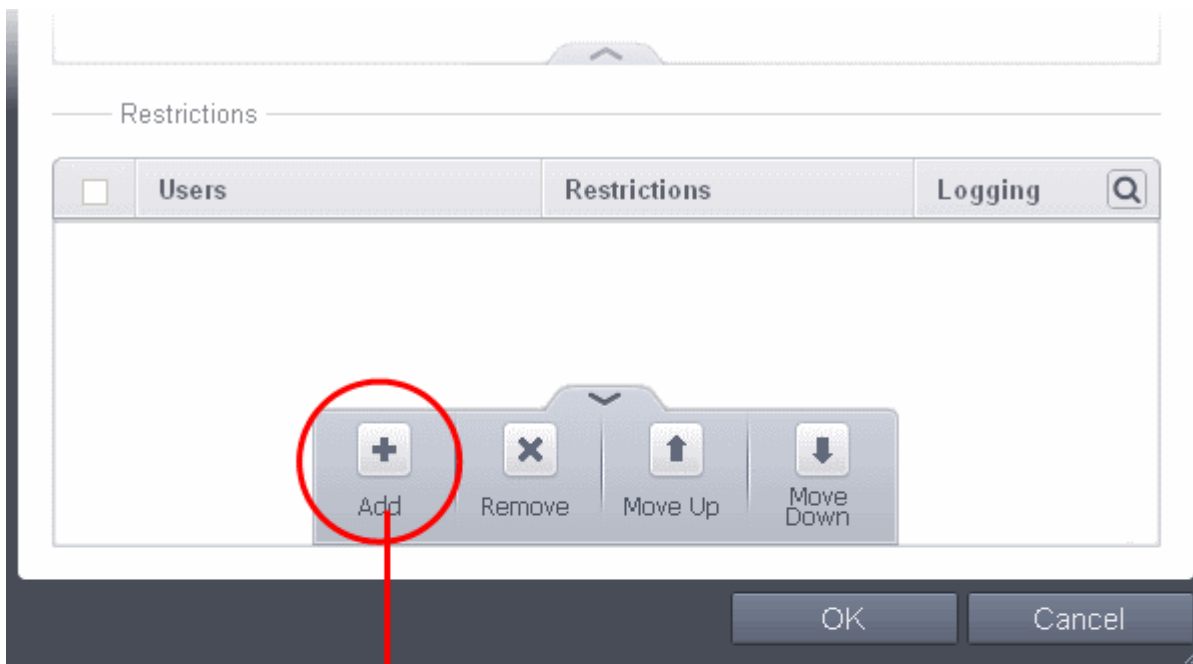 Restrictions
Users Restrictions Logging
Add Remove Move Up Move
Down
OK Cancel